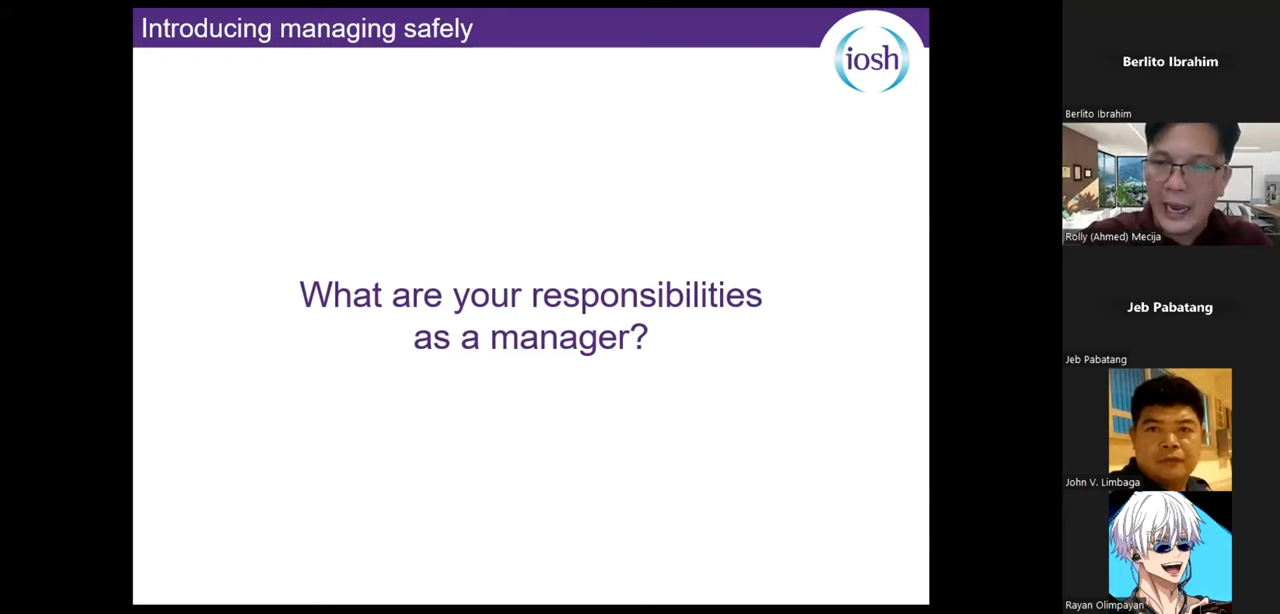 Introducing managing safely
iosh
What are your responsibilities
as a manager?
Berlito Ibrahim
Berlito Ibrahim
Rolly (Ahmed) Mecija
Jeb Pabatang
Jeb Pabatang
John V. Limbaga
Rayan Olimpayan